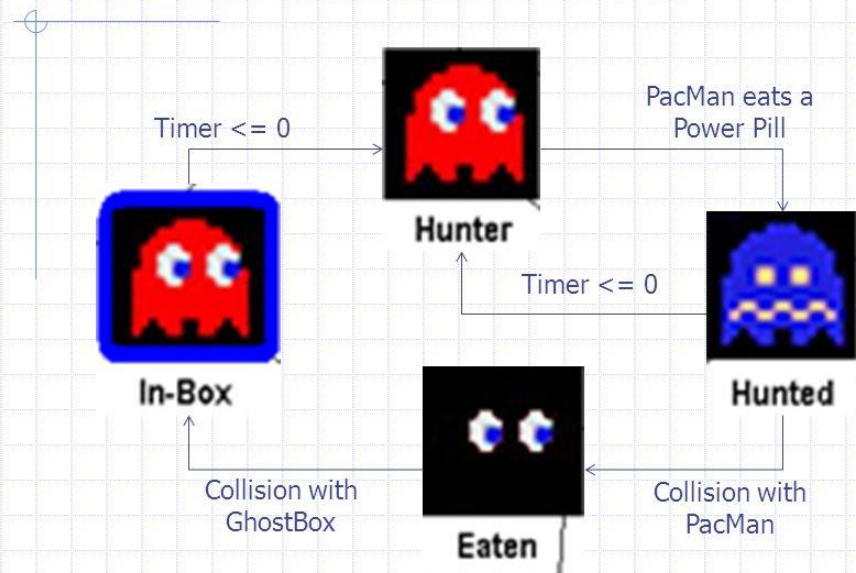 PacMan eats a
Power Pill
Timer <= 0
Hunter
Timer <= 0
In-Box
Hunted
Collision with
GhostBox
Collision with
PacMan
Eaten